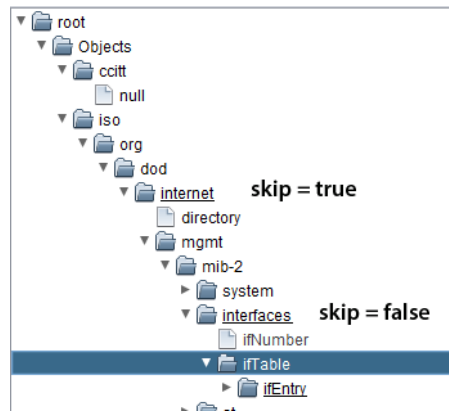 root
Objects
ccitt
null
iso
org
dod
internet skip = true
directory
mgmt
mib-2
system
interfaces skip = false
ifNumber
ifTable
ifEntry